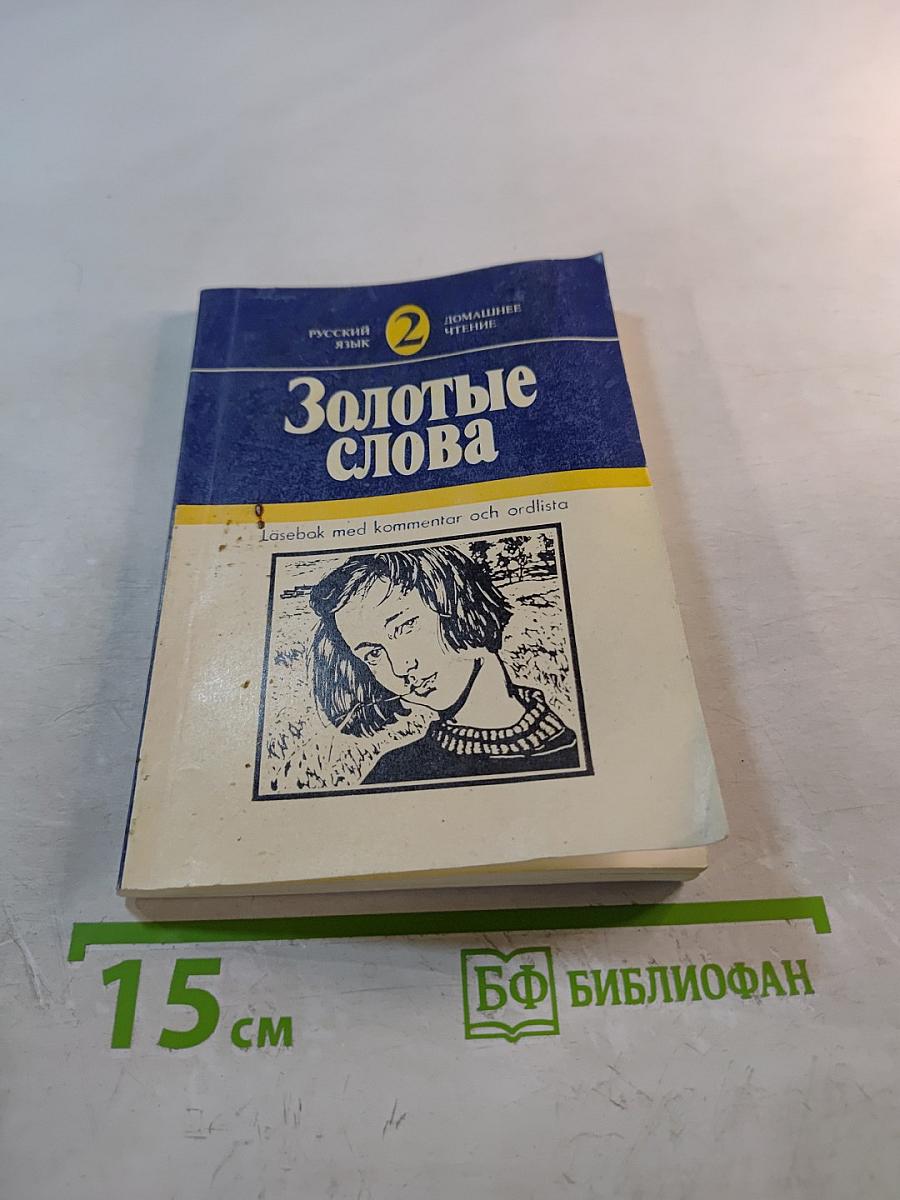 РУССКИЙ ЯЗЫК
2
ДОМАШНЕЕ ЧТЕНИЕ
Золотые
слова
Läsebok med kommentar och ordlista
15 см
БФ БИБЛИОФАН